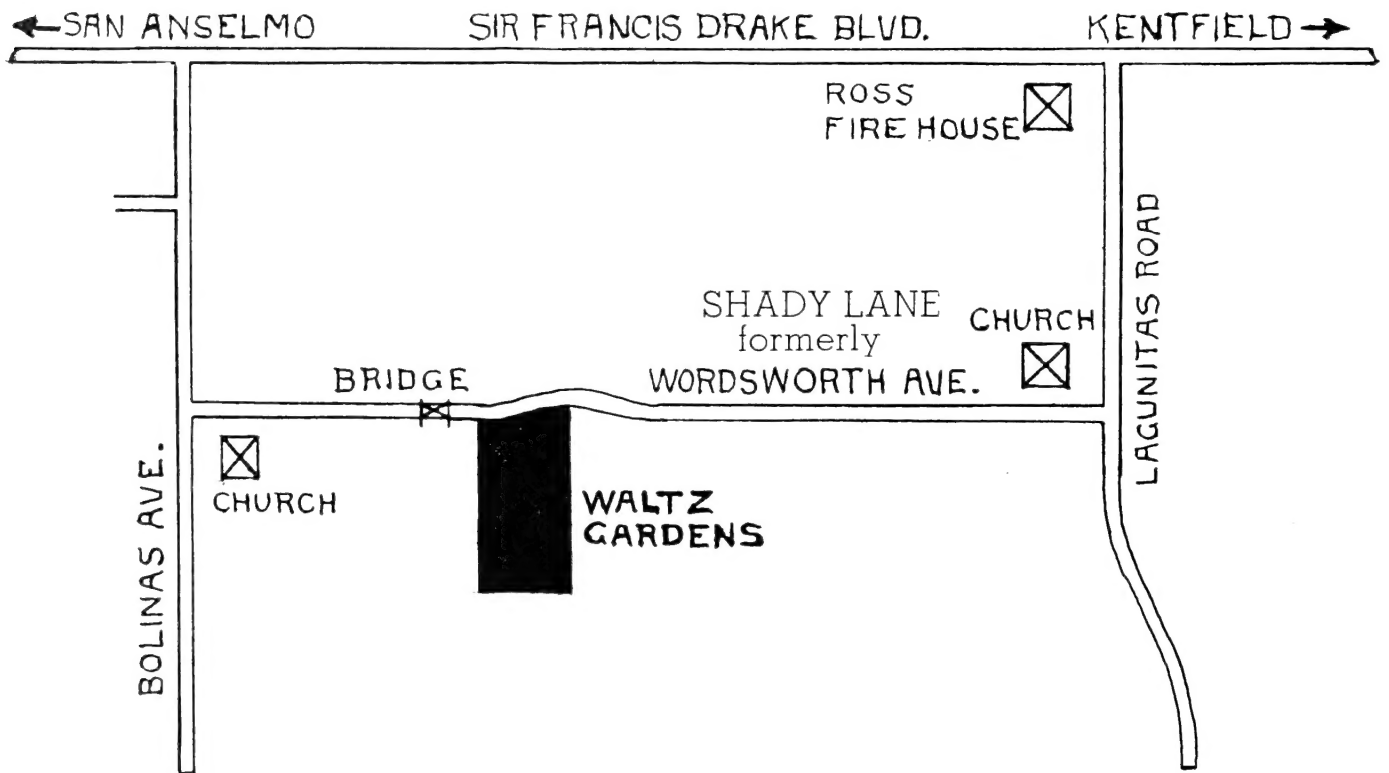 SAN ANSELMO
SIR FRANCIS DRAKE BLVD.
KENTFIELD
ROSS
FIRE HOUSE
LAGUNITAS ROAD
SHADY LANE
formerly
WORDSWORTH AVE.
CHURCH
BRIDGE
BOLINAS AVE.
CHURCH
WALTZ
GARDENS